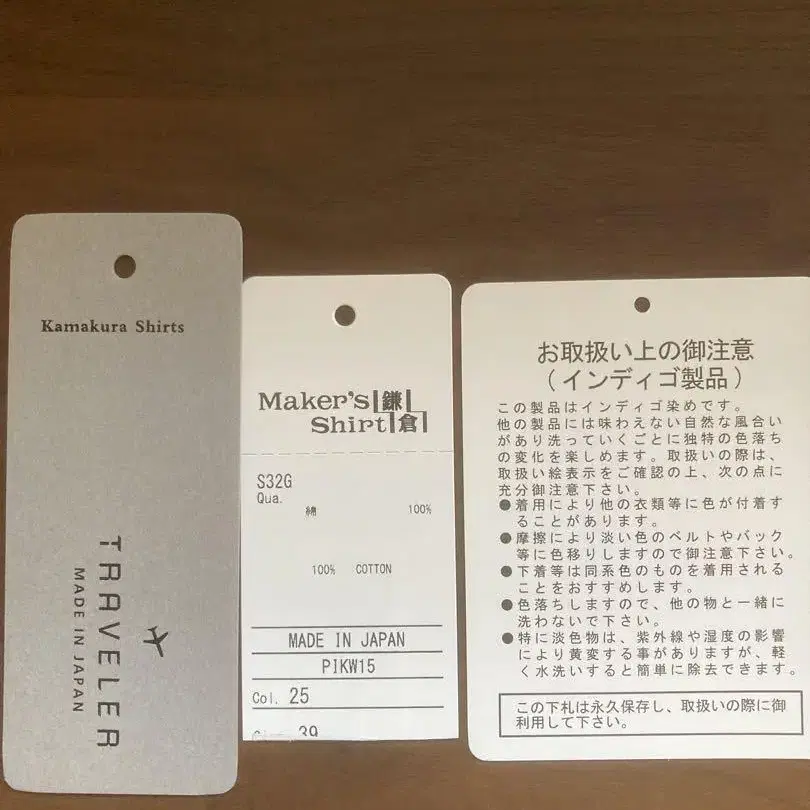 Kamakura Shirts
TRAVELER
MADE IN JAPAN
Maker's 鎌
Shirt 倉
S32G
Qua.
綿 100%
100% COTTON
MADE IN JAPAN
PIKW15
Col. 25
39
お取扱い上の御注意
(インディゴ製品)
この製品はインディゴ染めです。
他の製品には味わえない自然な風合い
があり洗っていくごとに独特の色落ち
の変化を楽しめます。取扱いの際は、
取扱い絵表示をご確認の上、次の点に
充分御注意下さい。
●着用により他の衣類等に色が付着す
ることがあります。
●摩擦により淡い色のベルトやバック
等に色移りしますので御注意下さい。
●下着等は同系色のものを着用される
ことをおすすめします。
●色落ちしますので、他の物と一緒に
洗わないで下さい。
●特に淡色物は、紫外線や湿度の影響
により黄変する事がありますが、軽
く水洗いすると簡単に除去できます。
この下札は永久保存し、取扱いの際に御
利用して下さい。